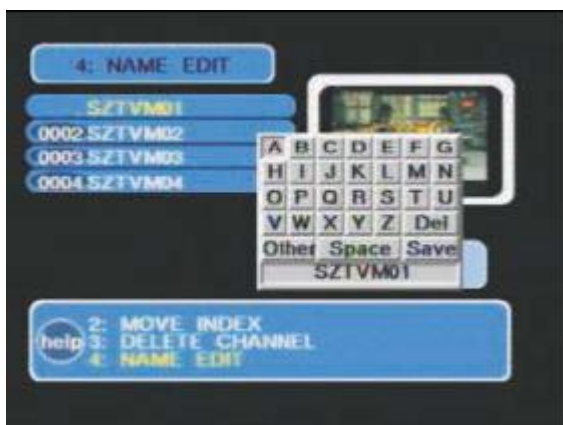 4: NAME EDIT
.SZTVM01
0002 SZTVM02
0003 SZTVM03
0004 SZTVM04
A B C D E F G
H I J K L M N
O P Q R S T U
V W X Y Z Del
Other Space Save
SZTVM01
help
2: MOVE INDEX
3: DELETE CHANNEL
4: NAME EDIT